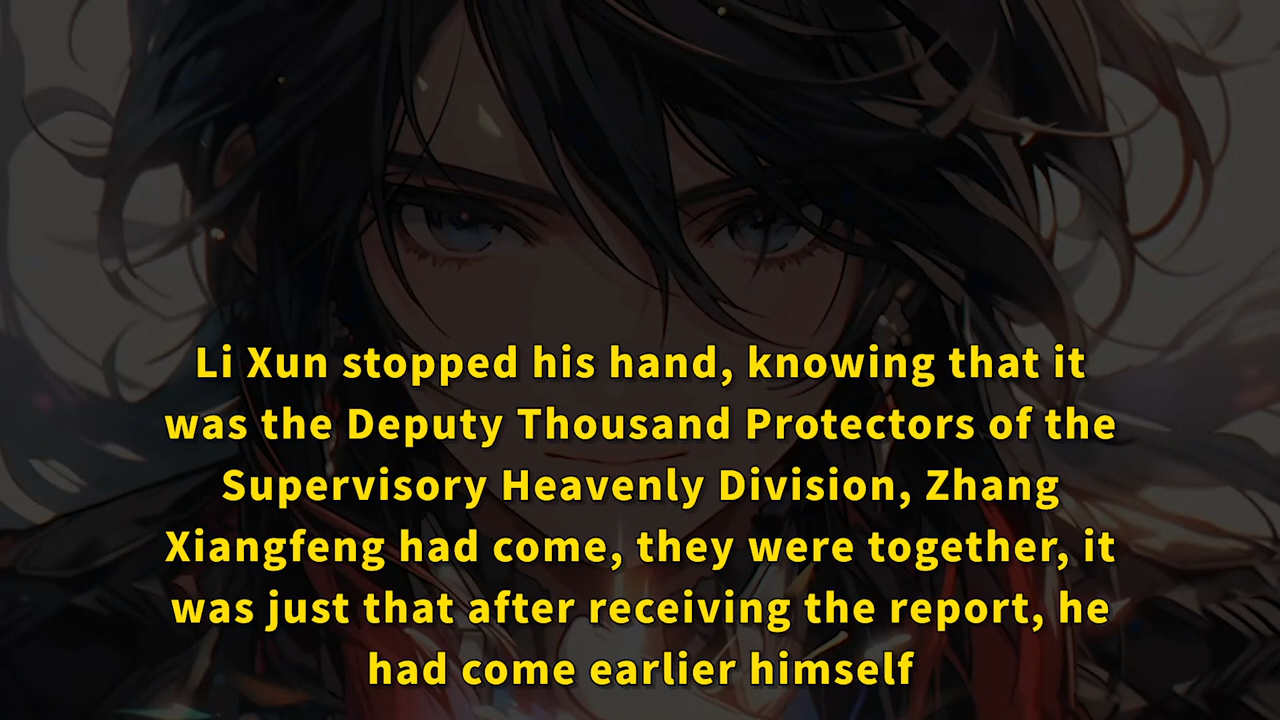 Li Xun stopped his hand, knowing that it
was the Deputy Thousand Protectors of the
Supervisory Heavenly Division, Zhang
Xiangfeng had come, they were together, it
was just that after receiving the report, he
had come earlier himself